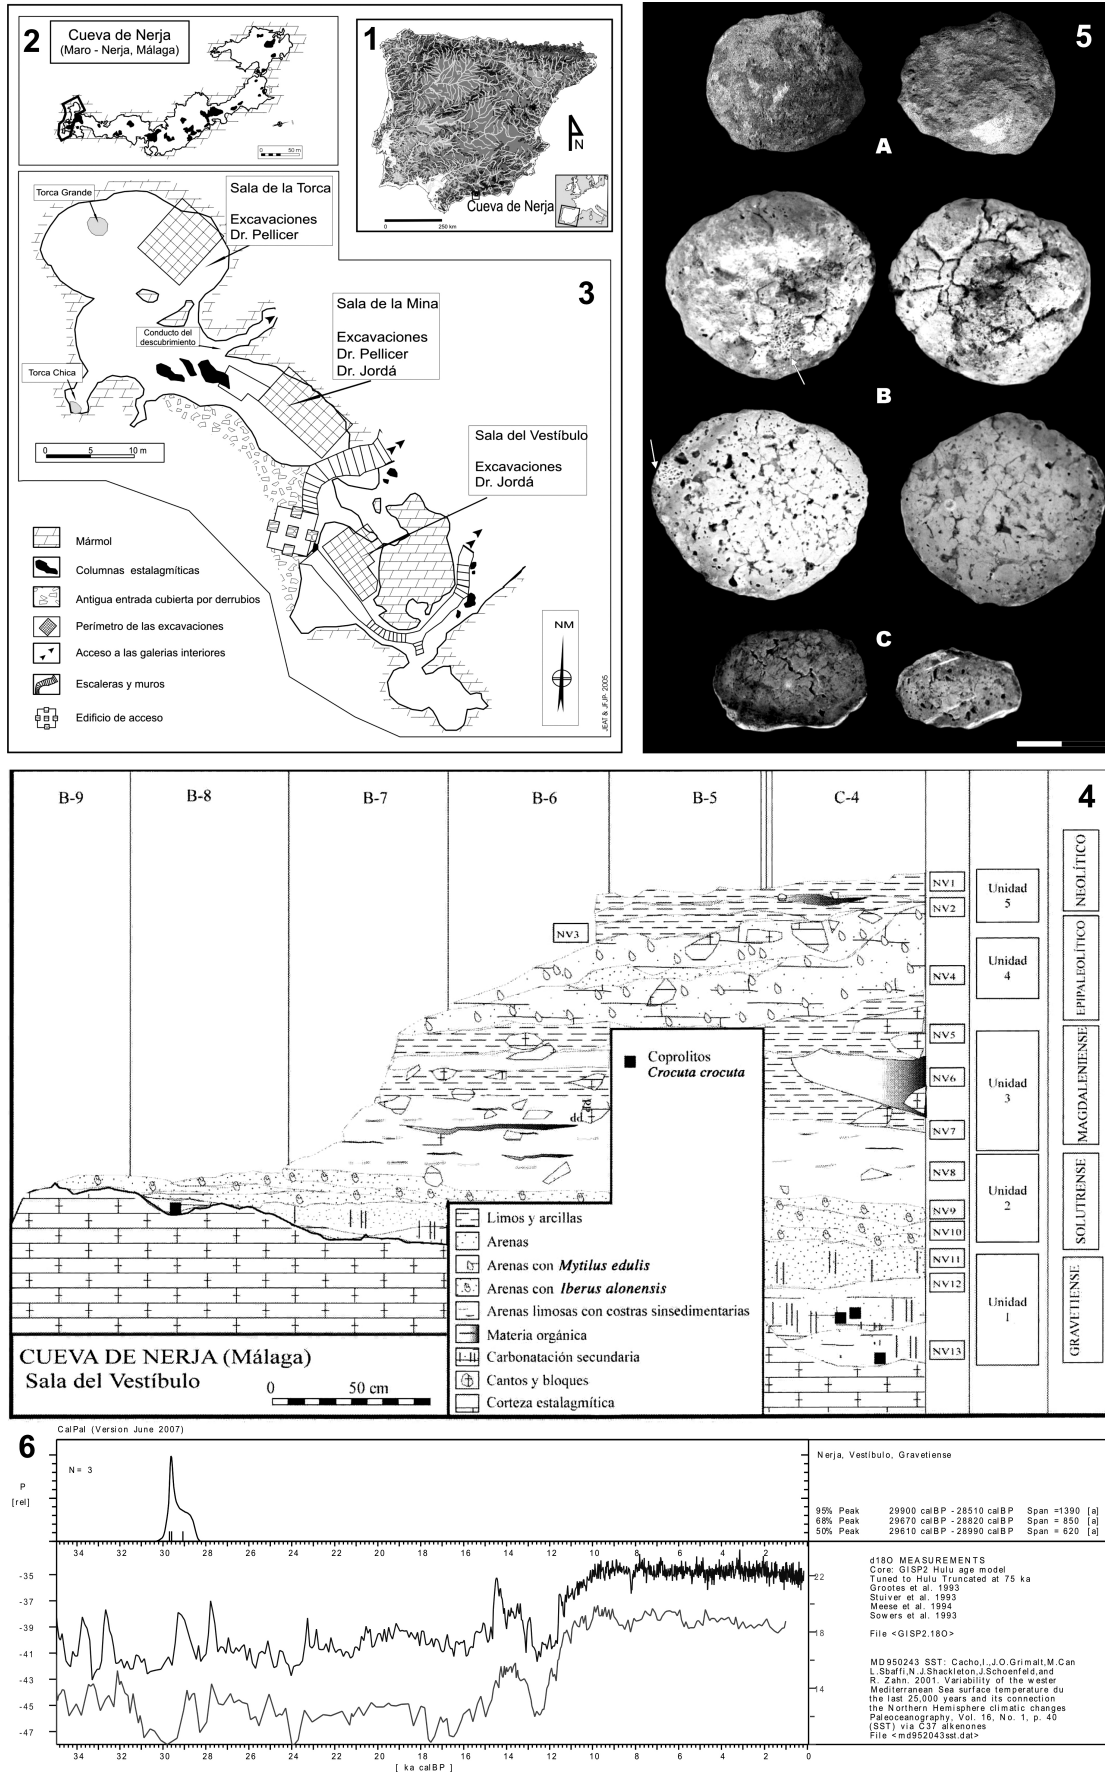 2
Cueva de Nerja
(Maro - Nerja, Málaga)
0 50 m
1
N
Cueva de Nerja
0 250 km
3
Torca Grande
Sala de la Torca
Excavaciones
Dr. Pellicer
Sala de la Mina
Excavaciones
Dr. Pellicer
Dr. Jordá
Conducto del
descubrimiento
Torca Chica
0 5 10 m
Sala del Vestíbulo
Excavaciones
Dr. Jordá
Mármol
Columnas estalagmíticas
Antigua entrada cubierta por derrubios
Perímetro de las excavaciones
Acceso a las galerias interiores
Escaleras y muros
Edificio de acceso
NM
JEAT & JFJP- 2005
5
A
B
C
4
B-9 B-8 B-7 B-6 B-5 C-4
NV1
NV2
NV3
NV4
NV5
NV6
NV7
NV8
NV9
NV10
NV11
NV12
NV13
Unidad
5
Unidad
4
Unidad
3
Unidad
2
Unidad
1
NEOLÍTICO
EPIPALEOLÍTICO
MAGDALENIENSE
SOLUTRENSE
GRAVETIENSE
Coprolitos
Crocuta crocuta
dd
dd
Limos y arcillas
Arenas
Arenas con Mytilus edulis
Arenas con Iberus alonensis
Arenas limosas con costras sinsedimentarias
Materia orgánica
Carbonatación secundaria
Cantos y bloques
Corteza estalagmítica
CUEVA DE NERJA (Málaga)
Sala del Vestíbulo
0 50 cm
6
CalPal (Version June 2007)
P
[rel]
N = 3
Nerja, Vestíbulo, Gravetiense
95% Peak 29900 calBP - 28510 calBP Span =1390 [a]
68% Peak 29670 calBP - 28820 calBP Span = 850 [a]
50% Peak 29610 calBP - 28990 calBP Span = 620 [a]
34 32 30 28 26 24 22 20 18 16 14 12 10 8 6 4 2
-35
-37
-39
-41
-43
-45
-47
22
18
14
34 32 30 28 26 24 22 20 18 16 14 12 10 8 6 4 2 0
[ ka calBP ]
d18O MEASUREMENTS
Core: GISP2 Hulu age model
Tuned to Hulu Truncated at 75 ka
Grootes et al. 1993
Stuiver et al. 1993
Meese et al. 1994
Sowers et al. 1993
File <GISP2.18O>
MD950243 SST: Cacho,I.,J.O.Grimalt,M.Can
L.Sbaffi,N.J.Shackleton,J.Schoenfeld,and
R. Zahn. 2001. Variability of the wester
Mediterranean Sea surface temperature du
the last 25,000 years and its connection
the Northern Hemisphere climatic changes
Paleoceanography, Vol. 16, No. 1, p. 40
(SST) via C37 alkenones
File <md952043sst.dat>